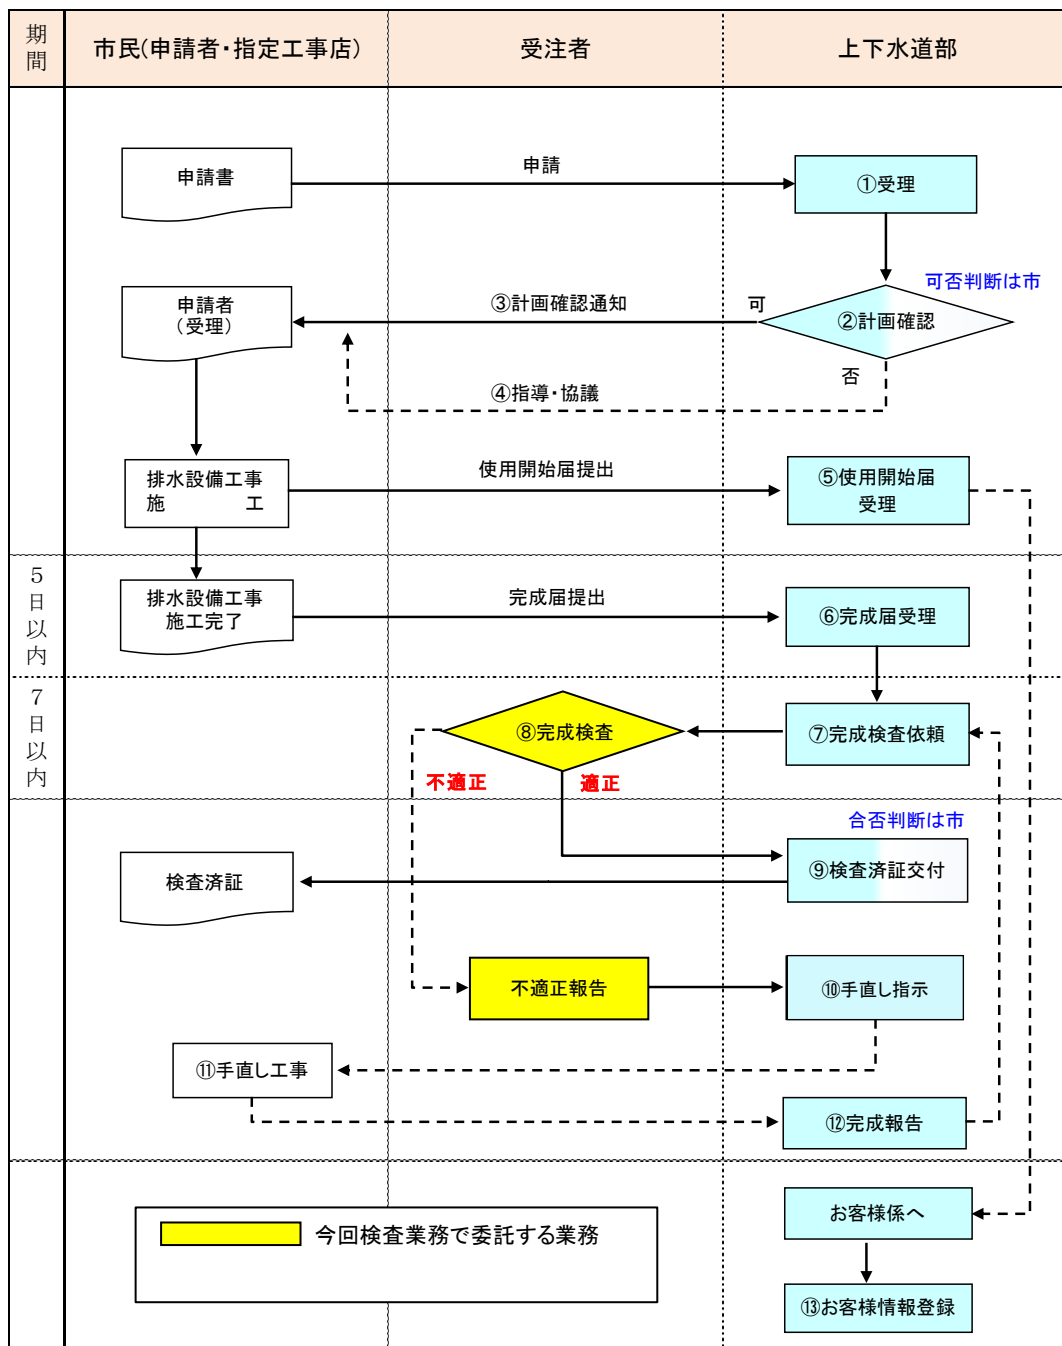 期間
市民(申請者・指定工事店)
受注者
上下水道部
申請書
申請
①受理
可否判断は市
申請者
（受理）
③計画確認通知
可
②計画確認
否
④指導・協議
排水設備工事
施　　　　工
使用開始届提出
⑤使用開始届
受理
5日以内
排水設備工事
施工完了
完成届提出
⑥完成届受理
7日以内
⑧完成検査
⑦完成検査依頼
不適正
適正
合否判断は市
検査済証
⑨検査済証交付
不適正報告
⑩手直し指示
⑪手直し工事
⑫完成報告
お客様係へ
今回検査業務で委託する業務
⑬お客様情報登録